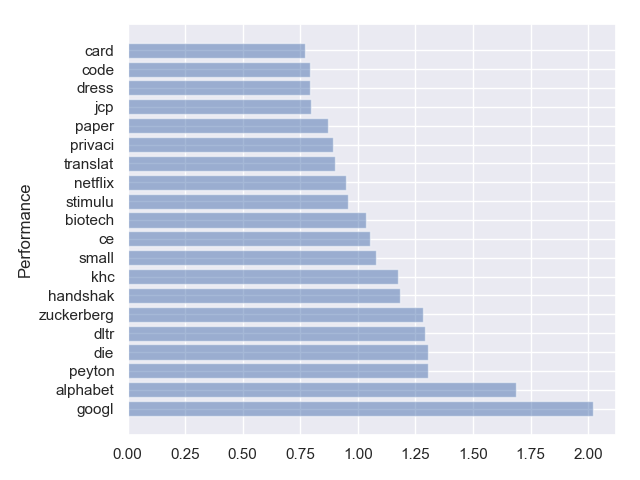 card
code
dress
jcp
paper
privaci
translat
netflix
stimulu
biotech
ce
small
khc
handshak
zuckerberg
dltr
die
peyton
alphabet
googl
Performance
0.00 0.25 0.50 0.75 1.00 1.25 1.50 1.75 2.00